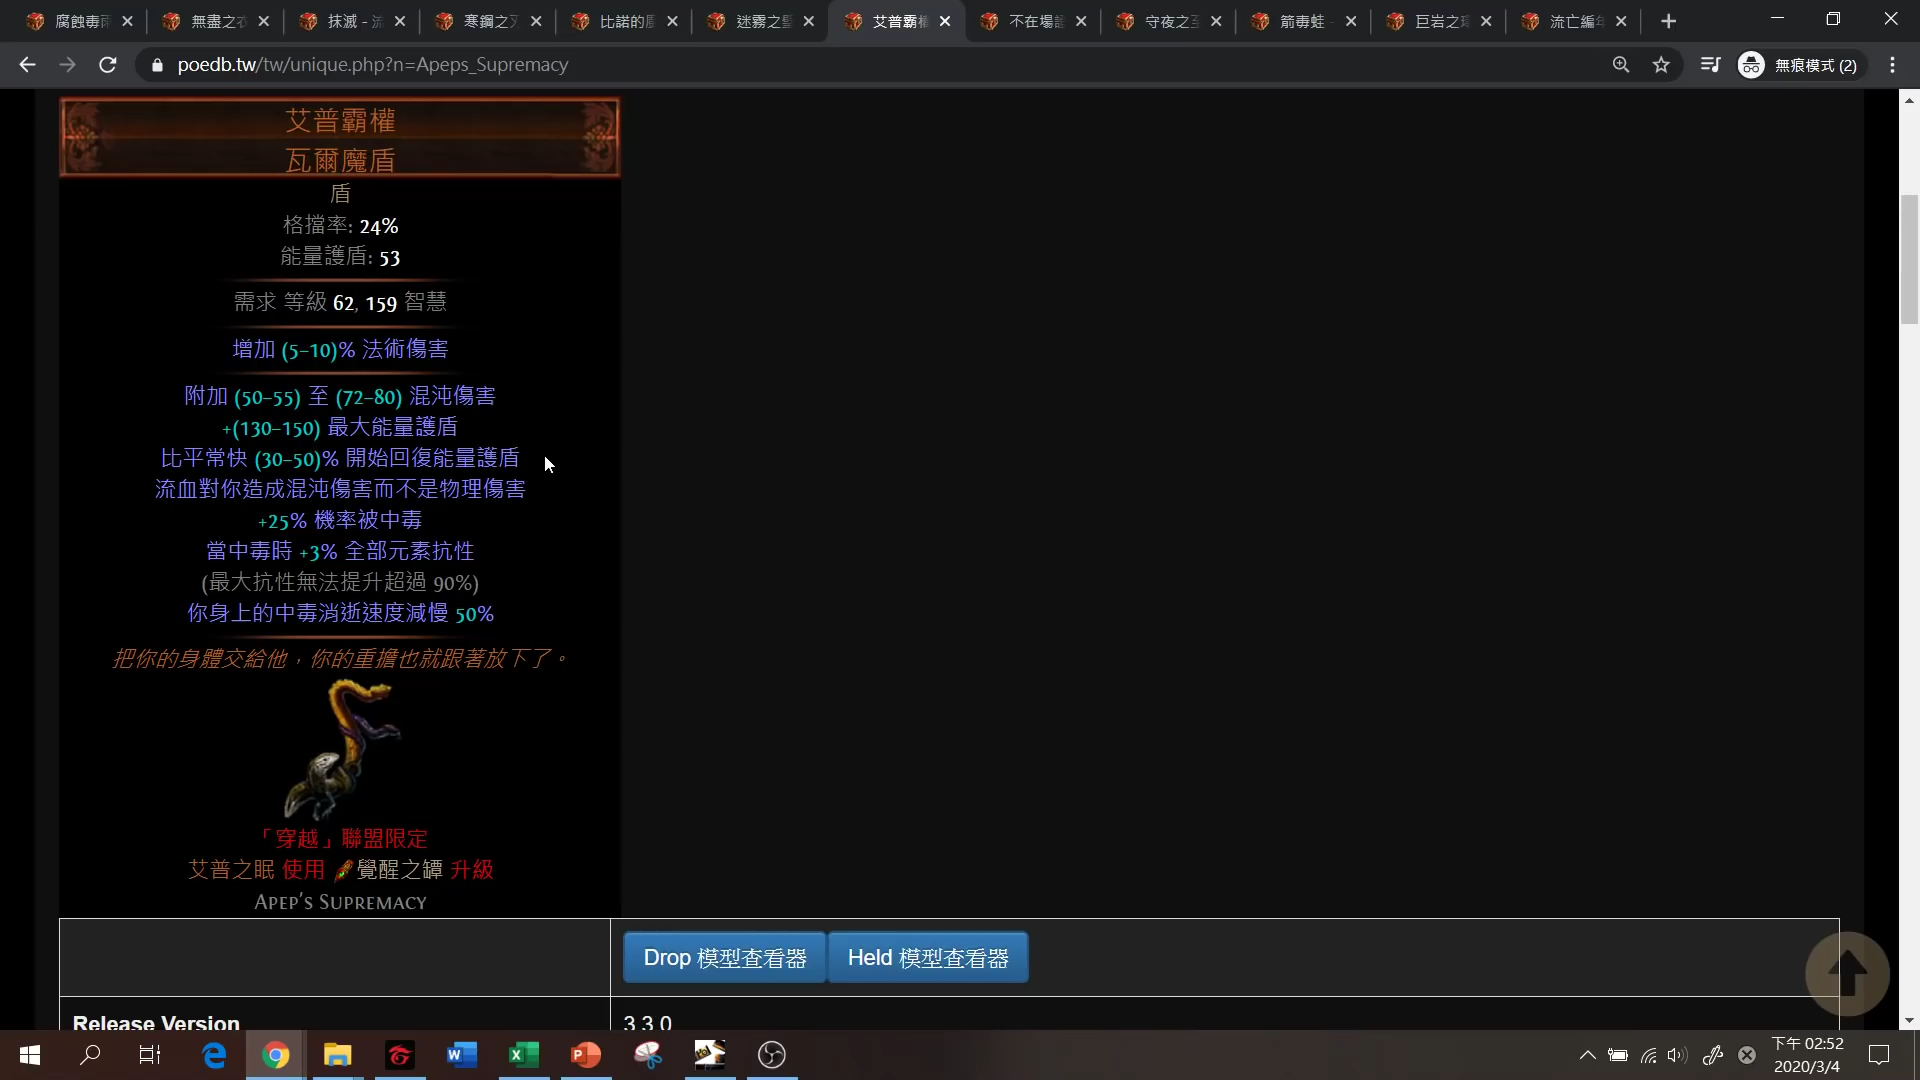 腐蝕毒雨
無盡之衣
抹滅 - 流
寒鋼之刃
比諾的
迷霧之
艾普霸權
不在場證
守夜之
箭毒蛙 -
巨岩之
流亡編年
poedb.tw/tw/unique.php?n=Apeps_Supremacy
無痕模式 (2)
艾普霸權
瓦爾魔盾
盾
格擋率: 24%
能量護盾: 53
需求 等級 62, 159 智慧
增加 (5–10)% 法術傷害
附加 (50–55) 至 (72–80) 混沌傷害
+(130–150) 最大能量護盾
比平常快 (30–50)% 開始回復能量護盾
流血對你造成混沌傷害而不是物理傷害
+25% 機率被中毒
當中毒時 +3% 全部元素抗性
(最大抗性無法提升超過 90%)
你身上的中毒消逝速度減慢 50%
把你的身體交給他，你的重擔也就跟著放下了。
「穿越」聯盟限定
艾普之眠 使用 覺醒之罈 升級
Apep's Supremacy
Drop 模型查看器
Held 模型查看器
Release Version
3.3.0
下午 02:52
2020/3/4